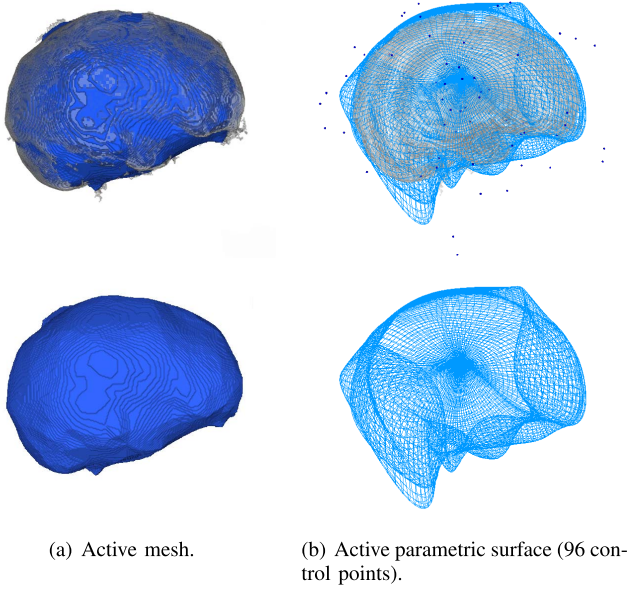 (a) Active mesh.
(b) Active parametric surface (96 con-
trol points).